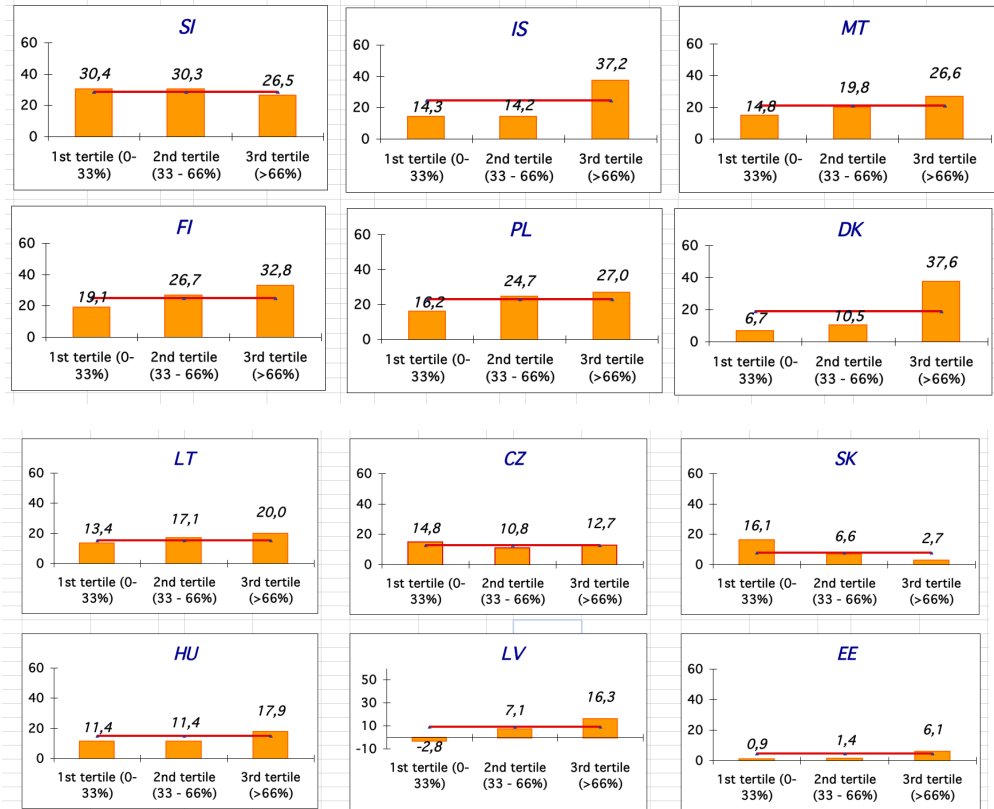 SI
60
40
20
0
30,4
30,3
26,5
1st tertile (0-
33%)
2nd tertile
(33 - 66%)
3rd tertile
(>66%)
IS
60
40
20
0
14,3
14,2
37,2
1st tertile (0-
33%)
2nd tertile
(33 - 66%)
3rd tertile
(>66%)
MT
60
40
20
0
14,8
19,8
26,6
1st tertile (0-
33%)
2nd tertile
(33 - 66%)
3rd tertile
(>66%)
FI
60
40
20
0
19,1
26,7
32,8
1st tertile (0-
33%)
2nd tertile
(33 - 66%)
3rd tertile
(>66%)
PL
60
40
20
0
16,2
24,7
27,0
1st tertile (0-
33%)
2nd tertile
(33 - 66%)
3rd tertile
(>66%)
DK
60
40
20
0
6,7
10,5
37,6
1st tertile (0-
33%)
2nd tertile
(33 - 66%)
3rd tertile
(>66%)
LT
60
40
20
0
13,4
17,1
20,0
1st tertile (0-
33%)
2nd tertile
(33 - 66%)
3rd tertile
(>66%)
CZ
60
40
20
0
14,8
10,8
12,7
1st tertile (0-
33%)
2nd tertile
(33 - 66%)
3rd tertile
(>66%)
SK
60
40
20
0
16,1
6,6
2,7
1st tertile (0-
33%)
2nd tertile
(33 - 66%)
3rd tertile
(>66%)
HU
60
40
20
0
11,4
11,4
17,9
1st tertile (0-
33%)
2nd tertile
(33 - 66%)
3rd tertile
(>66%)
LV
50
30
10
-10
-2,8
7,1
16,3
1st tertile (0-
33%)
2nd tertile
(33 - 66%)
3rd tertile
(>66%)
EE
60
40
20
0
0,9
1,4
6,1
1st tertile (0-
33%)
2nd tertile
(33 - 66%)
3rd tertile
(>66%)